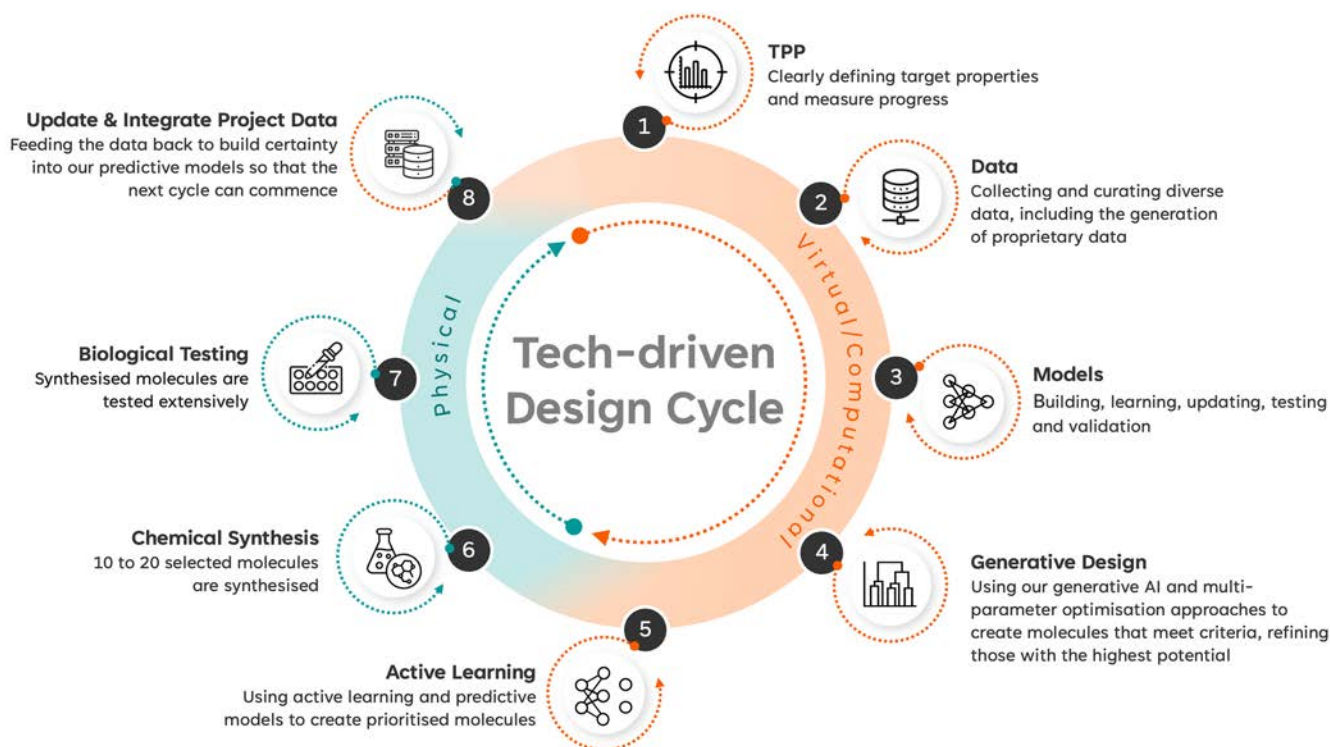 TPP
Clearly defining target properties
and measure progress
1
Data
Collecting and curating diverse
data, including the generation
of proprietary data
2
Models
Building, learning, updating, testing
and validation
3
Generative Design
Using our generative AI and multi-
parameter optimisation approaches to
create molecules that meet criteria, refining
those with the highest potential
4
Active Learning
Using active learning and predictive
models to create prioritised molecules
5
Chemical Synthesis
10 to 20 selected molecules
are synthesised
6
Biological Testing
Synthesised molecules are
tested extensively
7
Update & Integrate Project Data
Feeding the data back to build certainty
into our predictive models so that the
next cycle can commence
8
Virtual/Computational
Physical
Tech-driven
Design Cycle